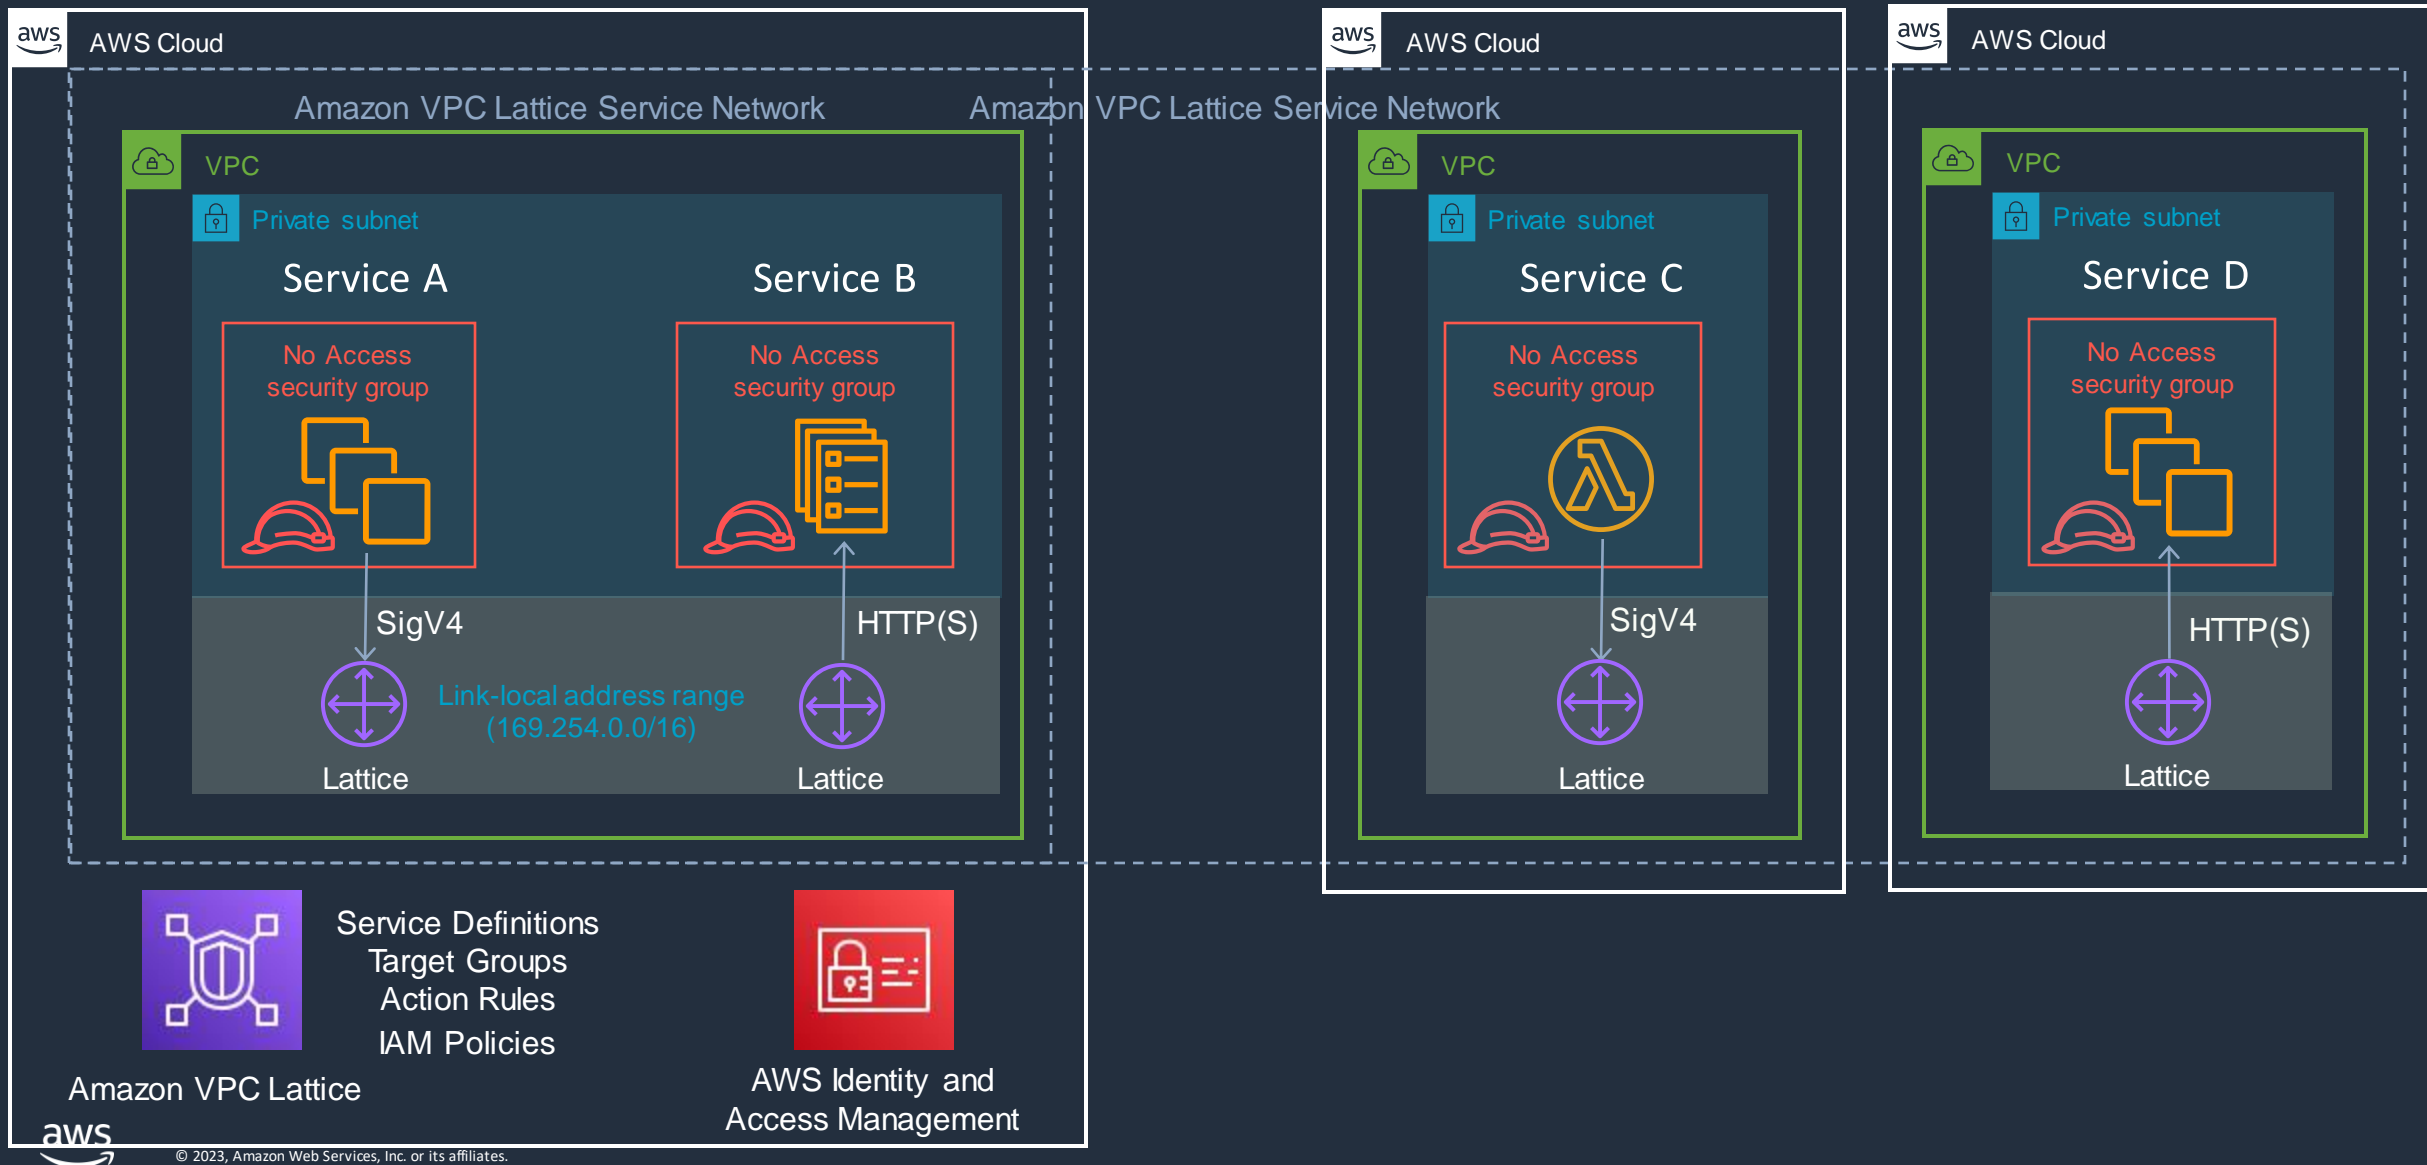 aws
AWS Cloud
aws
AWS Cloud
aws
AWS Cloud
Amazon VPC Lattice Service Network
Amazon VPC Lattice Service Network
VPC
Private subnet
Service A
No Access
security group
SigV4
Lattice
Service B
No Access
security group
HTTP(S)
Lattice
Link-local address range
(169.254.0.0/16)
VPC
Private subnet
Service C
No Access
security group
SigV4
Lattice
VPC
Private subnet
Service D
No Access
security group
HTTP(S)
Lattice
Service Definitions
Target Groups
Action Rules
IAM Policies
Amazon VPC Lattice
AWS Identity and
Access Management
aws
© 2023, Amazon Web Services, Inc. or its affiliates.